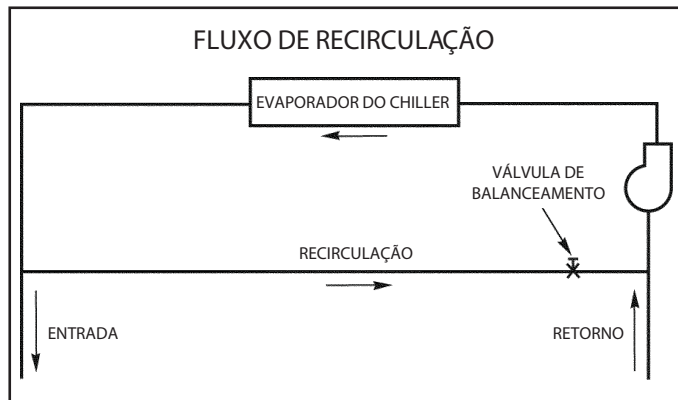 FLUXO DE RECIRCULAÇÃO
EVAPORADOR DO CHILLER
VÁLVULA DE
BALANCEAMENTO
RECIRCULAÇÃO
ENTRADA
RETORNO